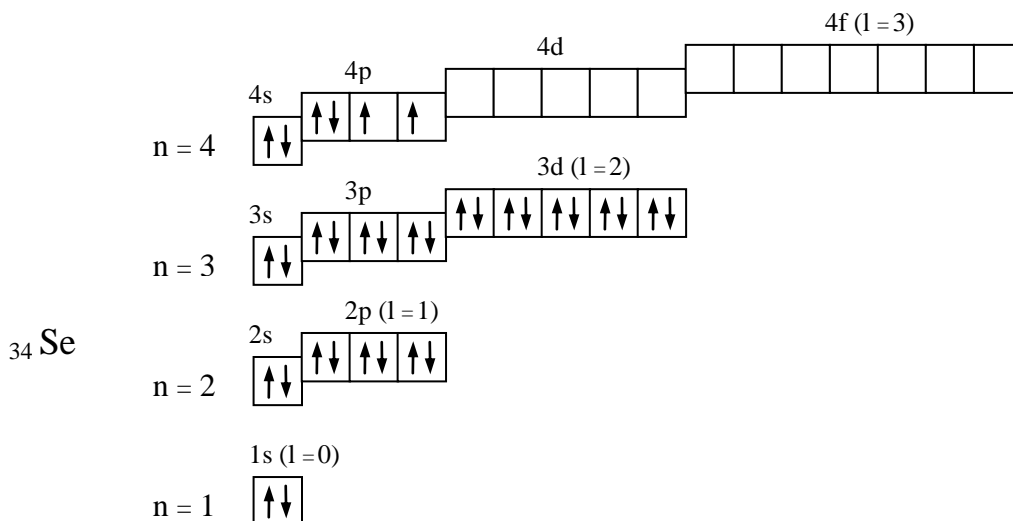 4f (l = 3)
4d
4p
4s
n = 4
3d (l = 2)
3p
3s
n = 3
2p (l = 1)
2s
34 Se
n = 2
1s (l = 0)
n = 1